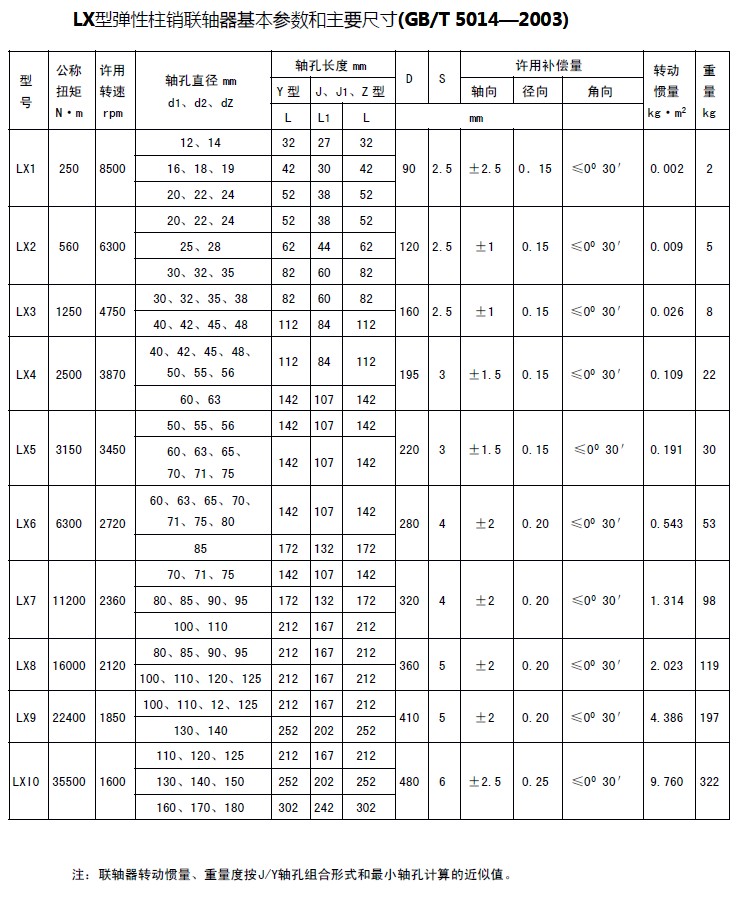 LX型弹性柱销联轴器基本参数和主要尺寸(GB/T 5014—2003)
型号 公称扭矩N·m 许用转速rpm 轴孔直径 mm d1、d2、dZ 轴孔长度 mm D S 许用补偿量 转动惯量kg·m² 重量kg
Y 型 J、J1、Z 型 轴向 径向 角向
L L1 L mm
12、14 32 27 32
LX1 250 8500 16、18、19 42 30 42 90 2.5 ±2.5 0. 15 ≤0⁰ 30′ 0.002 2
20、22、24 52 38 52
20、22、24 52 38 52
LX2 560 6300 25、28 62 44 62 120 2.5 ±1 0.15 ≤0⁰ 30′ 0.009 5
30、32、35 82 60 82
30、32、35、38 82 60 82
LX3 1250 4750 160 2.5 ±1 0.15 ≤0⁰ 30′ 0.026 8
40、42、45、48 112 84 112
40、42、45、48、
50、55、56 112 84 112
LX4 2500 3870 195 3 ±1.5 0.15 ≤0⁰ 30′ 0.109 22
60、63 142 107 142
50、55、56 142 107 142
LX5 3150 3450 220 3 ±1.5 0.15 ≤0⁰ 30′ 0.191 30
60、63、65、
70、71、75 142 107 142
60、63、65、70、
71、75、80 142 107 142
LX6 6300 2720 280 4 ±2 0.20 ≤0⁰ 30′ 0.543 53
85 172 132 172
70、71、75 142 107 142
LX7 11200 2360 80、85、90、95 172 132 172 320 4 ±2 0.20 ≤0⁰ 30′ 1.314 98
100、110 212 167 212
80、85、90、95 212 167 212
LX8 16000 2120 360 5 ±2 0.20 ≤0⁰ 30′ 2.023 119
100、110、120、125 212 167 212
100、110、12、125 212 167 212
LX9 22400 1850 410 5 ±2 0.20 ≤0⁰ 30′ 4.386 197
130、140 252 202 252
110、120、125 212 167 212
LX10 35500 1600 130、140、150 252 202 252 480 6 ±2.5 0.25 ≤0⁰ 30′ 9.760 322
160、170、180 302 242 302
注：联轴器转动惯量、重量度按J/Y轴孔组合形式和最小轴孔计算的近似值。